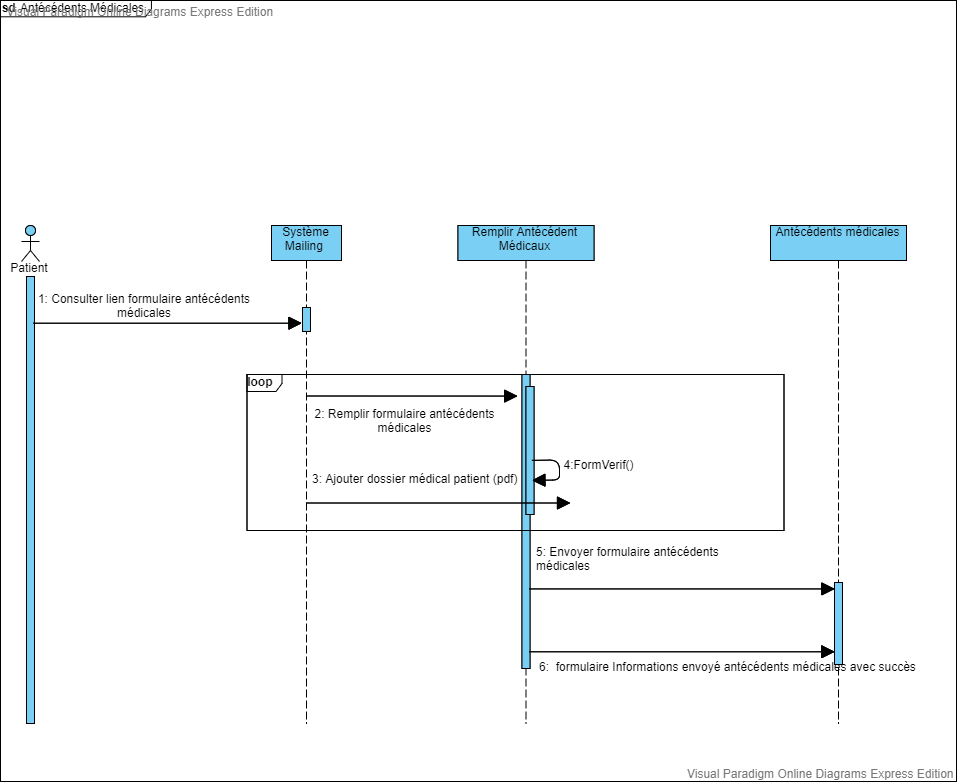 sd Antécédents Médicales
Visual Paradigm Online Diagrams Express Edition
Système
Mailing
Remplir Antécédent
Médicaux
Antécédents médicales
Patient
1: Consulter lien formulaire antécédents
médicales
loop
2: Remplir formulaire antécédents
médicales
4:FormVerif()
3: Ajouter dossier médical patient (pdf)
5: Envoyer formulaire antécédents
médicales
6: formulaire Informations envoyé antécédents médicales avec succès
Visual Paradigm Online Diagrams Express Edition